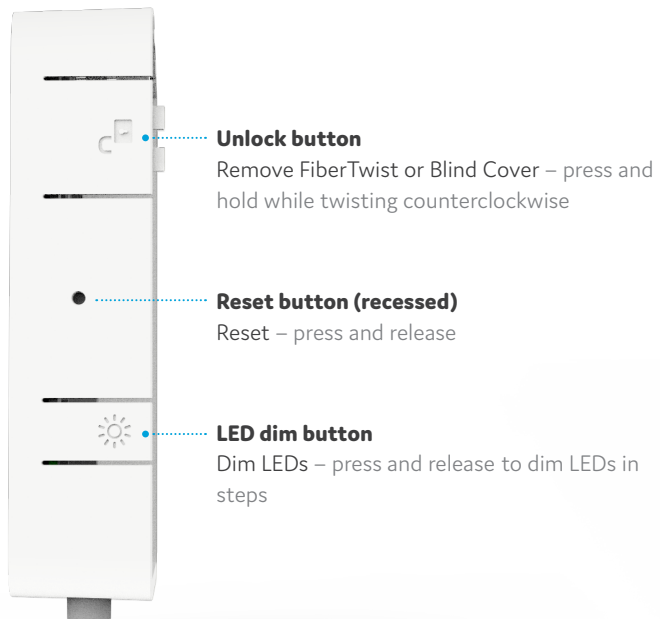 Unlock button
Remove FiberTwist or Blind Cover – press and
hold while twisting counterclockwise
Reset button (recessed)
Reset – press and release
LED dim button
Dim LEDs – press and release to dim LEDs in
steps